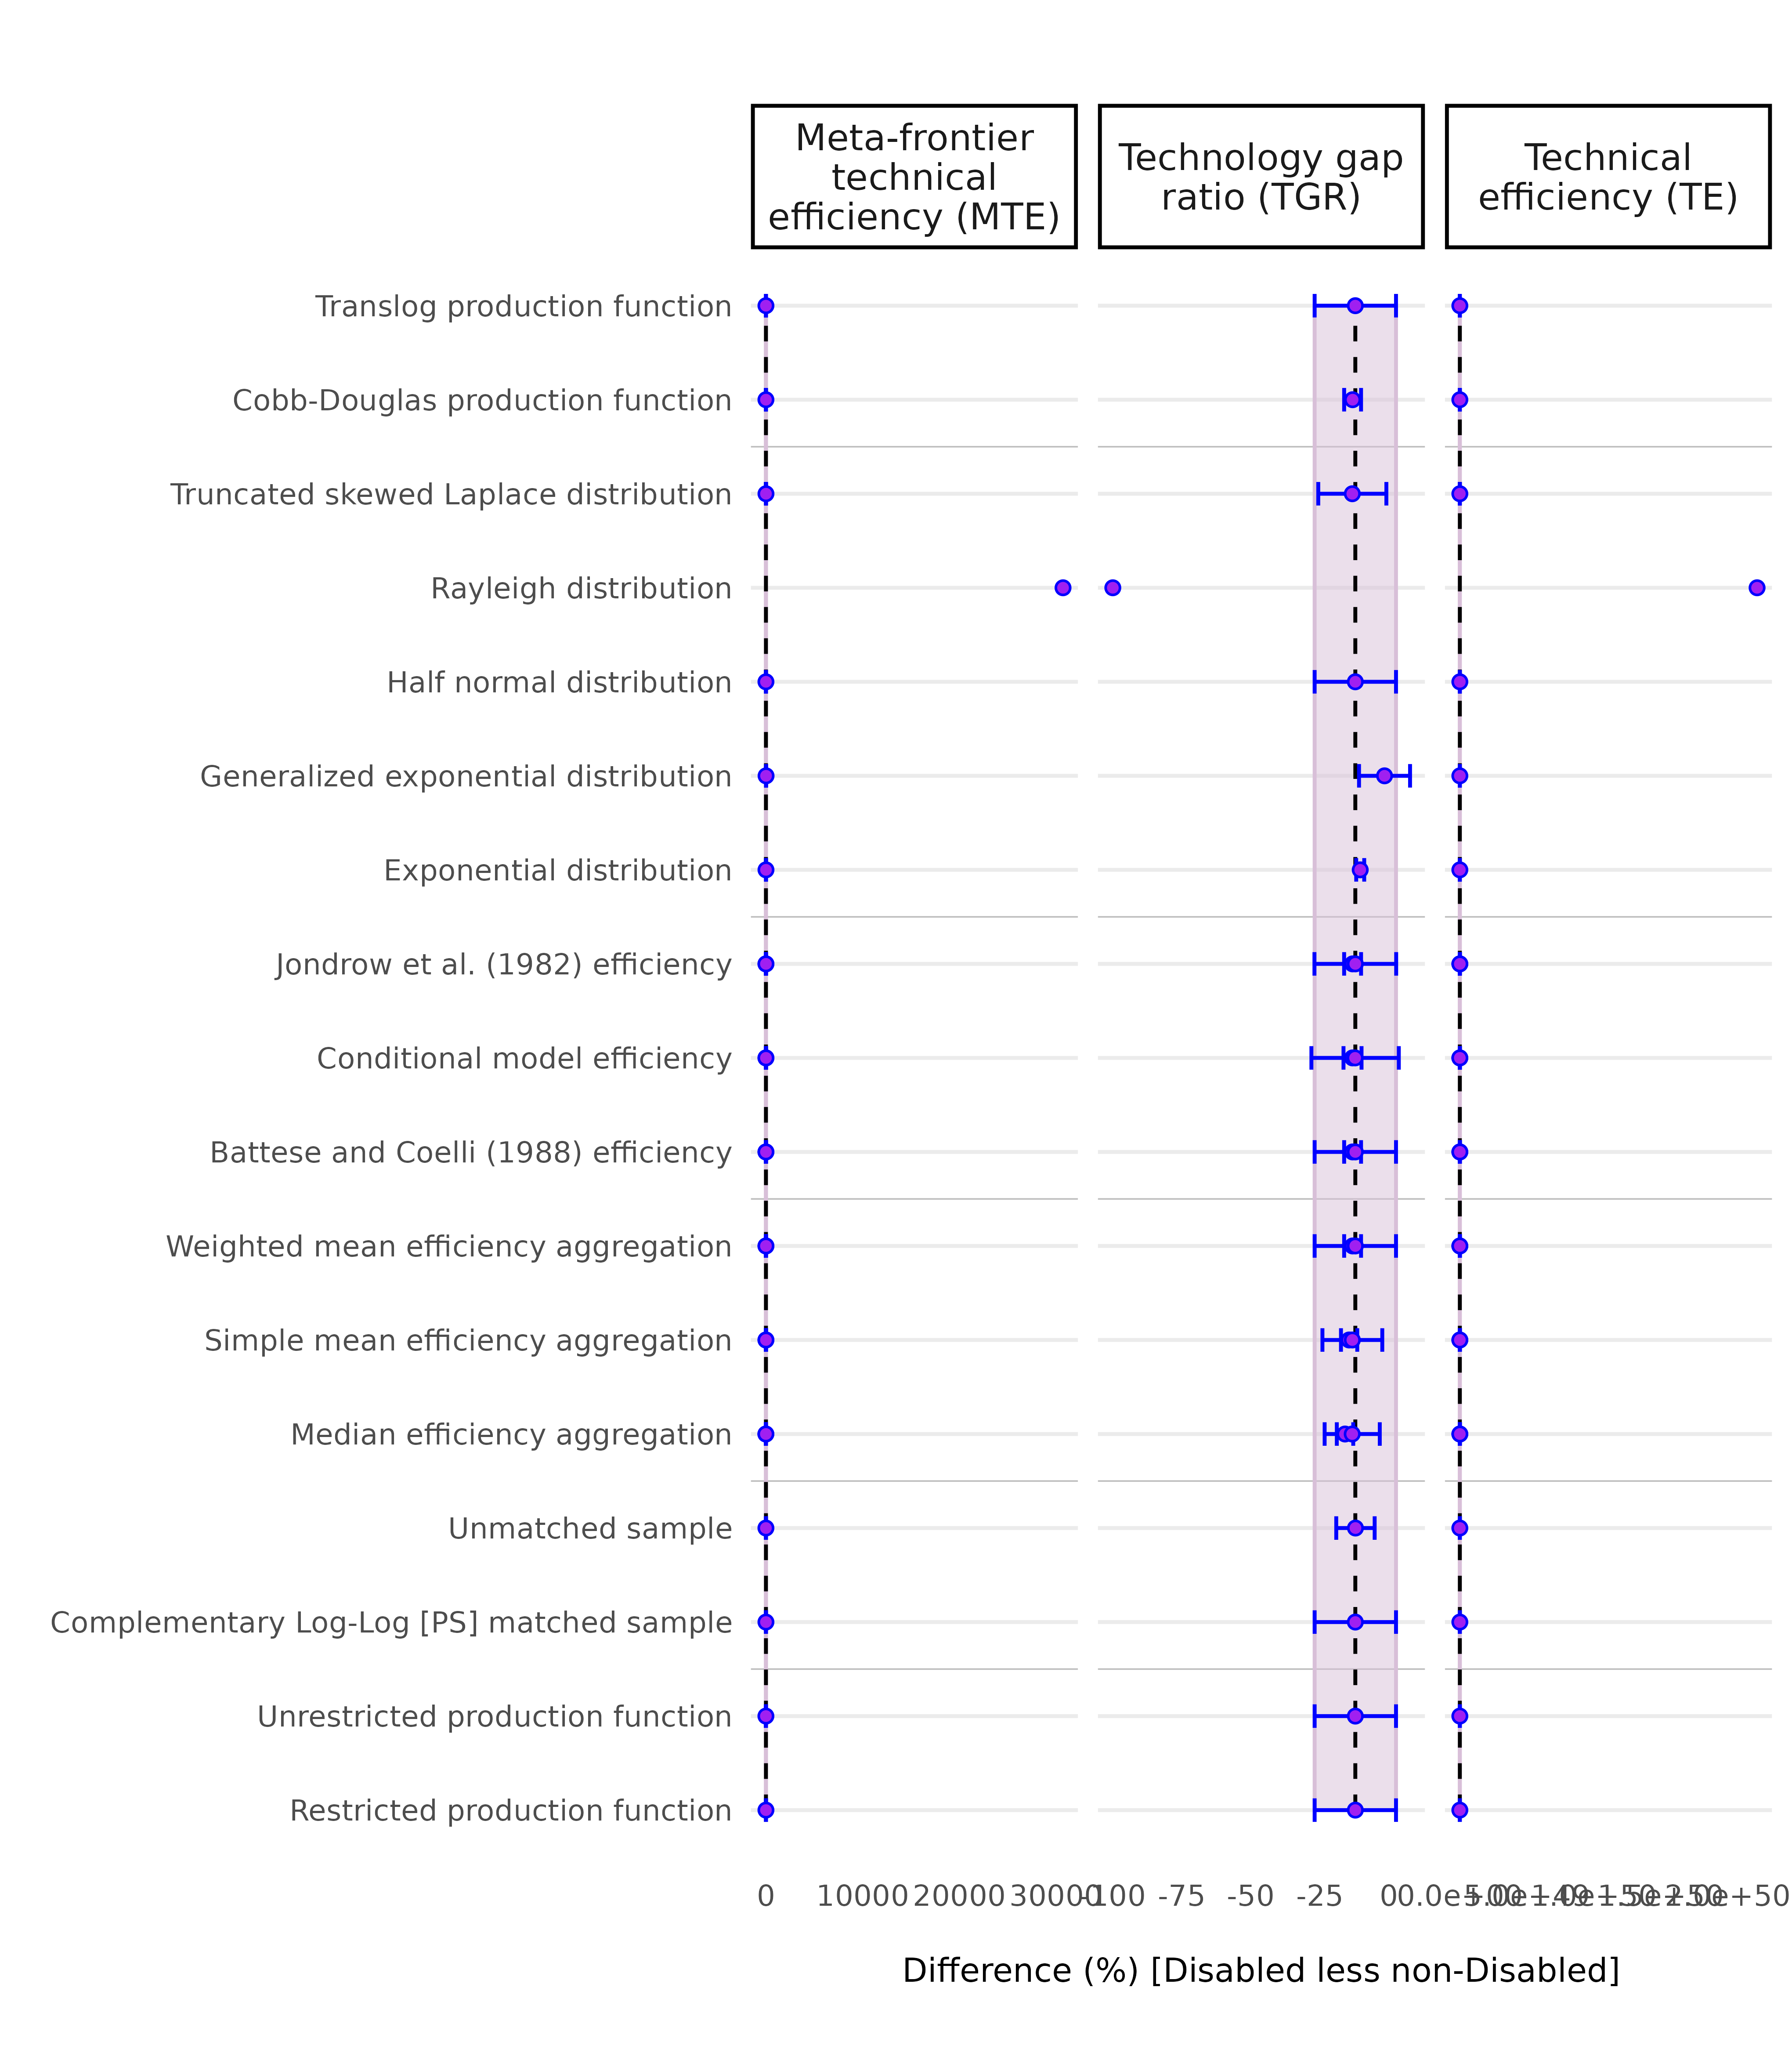 Meta-frontier
technical
efficiency (MTE)
Technology gap
ratio (TGR)
Technical
efficiency (TE)
Translog production function
Cobb-Douglas production function
Truncated skewed Laplace distribution
Rayleigh distribution
Half normal distribution
Generalized exponential distribution
Exponential distribution
Jondrow et al. (1982) efficiency
Conditional model efficiency
Battese and Coelli (1988) efficiency
Weighted mean efficiency aggregation
Simple mean efficiency aggregation
Median efficiency aggregation
Unmatched sample
Complementary Log-Log [PS] matched sample
Unrestricted production function
Restricted production function
0 10000 20000 30000
-100 -75 -50 -25 0
Difference (%) [Disabled less non-Disabled]